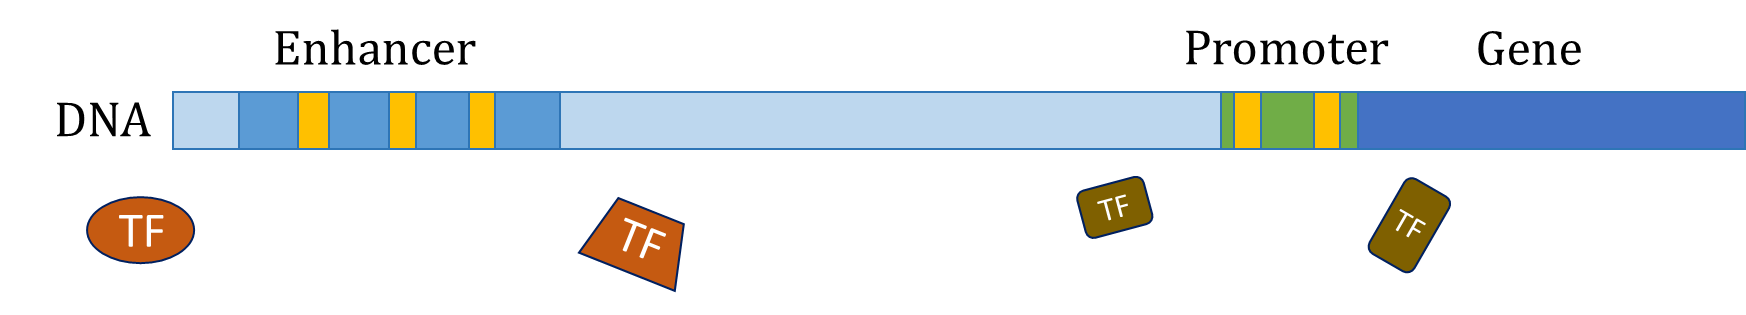 Enhancer
Promoter
Gene
DNA
TF
TF
TF
TF